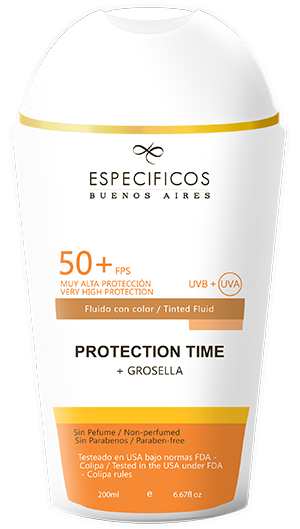 ESPECIFICOS
BUENOS AIRES
50+ FPS
MUY ALTA PROTECCIÓN
VERY HIGH PROTECTION
UVB + UVA
Fluido con color / Tinted Fluid
PROTECTION TIME
+ GROSELLA
Sin Pefume / Non-perfumed
Sin Parabenos / Paraben-free
Testeado en USA bajo normas FDA -
Colipa / Tested in the USA under FDA
- Colipa rules
200ml e 6.67fl oz